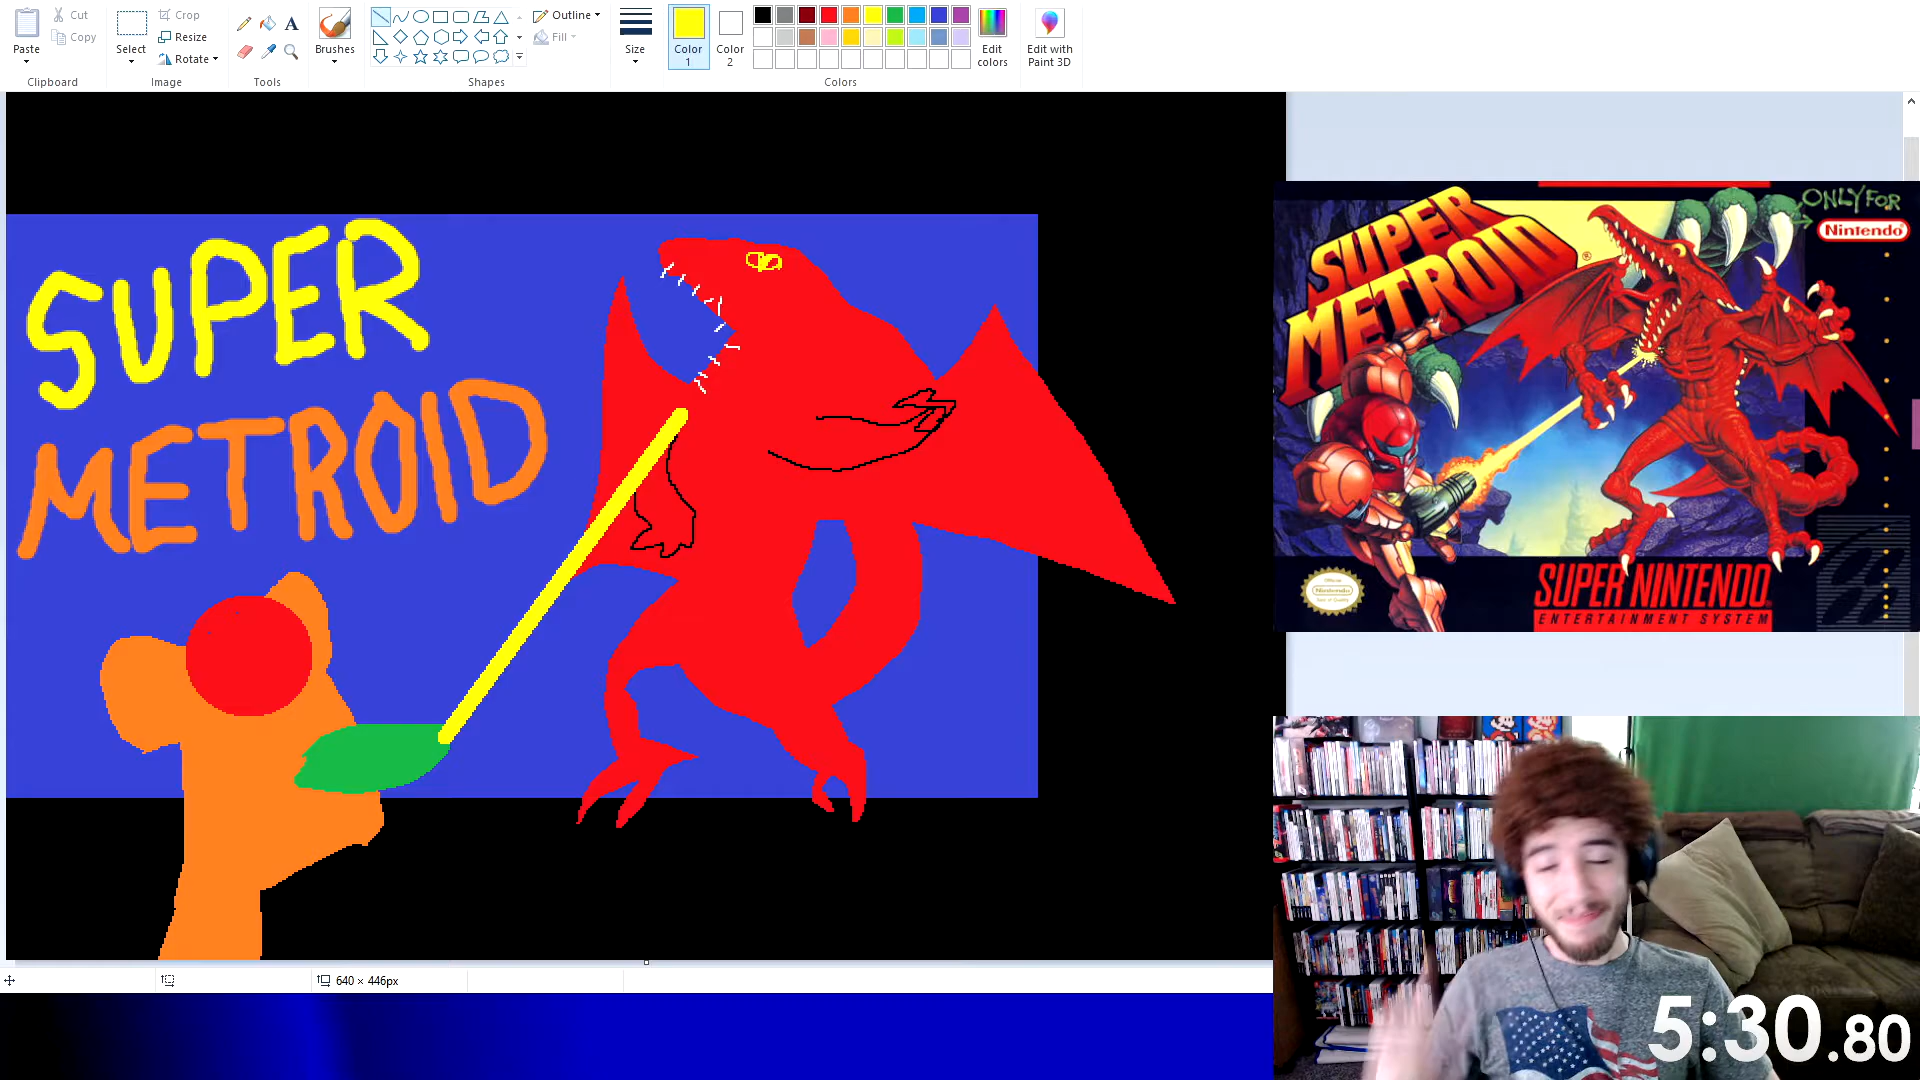 Paste
Cut
Copy
Clipboard
Select
Crop
Resize
Rotate
Image
A
Tools
Brushes
Shapes
Outline
Fill
Size
Color
1
Color
2
Colors
Edit
colors
Edit with
Paint 3D
SUPER
METROID
SUPER
METROID
®
ONLY FOR
Nintendo
Nintendo
SUPER NINTENDO
ENTERTAINMENT SYSTEM
640 × 446px
5:30.80